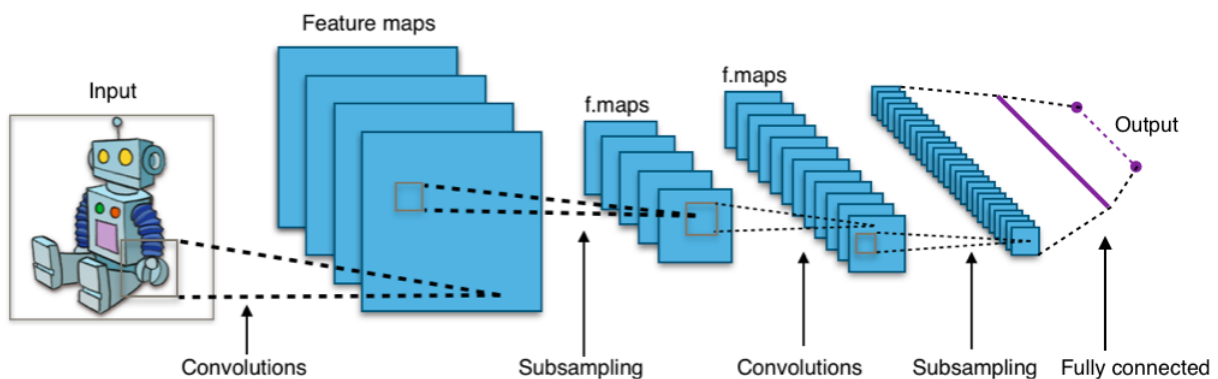 Feature maps
Input
f.maps
f.maps
Output
Convolutions
Subsampling
Convolutions
Subsampling
Fully connected